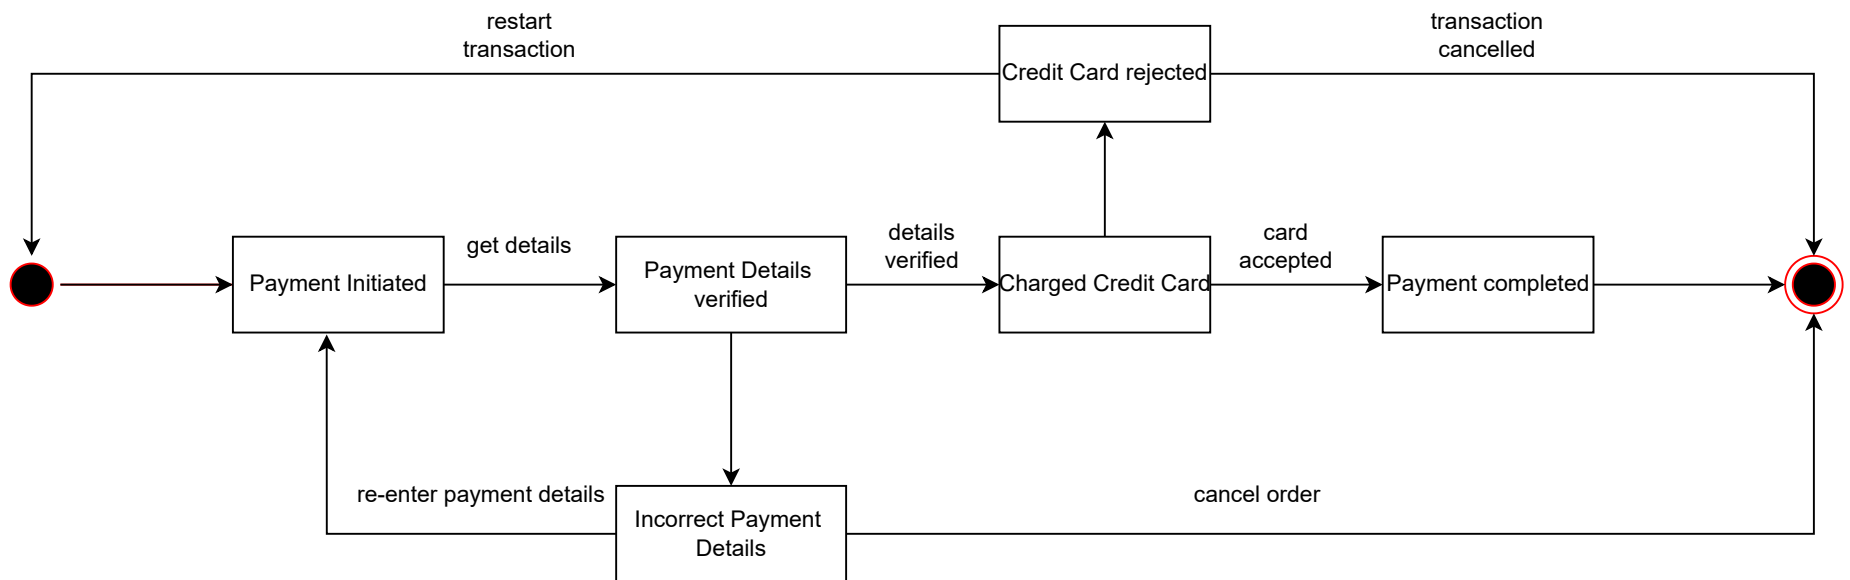 restart
transaction
Credit Card rejected
transaction
cancelled
Payment Initiated
get details
Payment Details
verified
details
verified
Charged Credit Card
card
accepted
Payment completed
re-enter payment details
Incorrect Payment
Details
cancel order